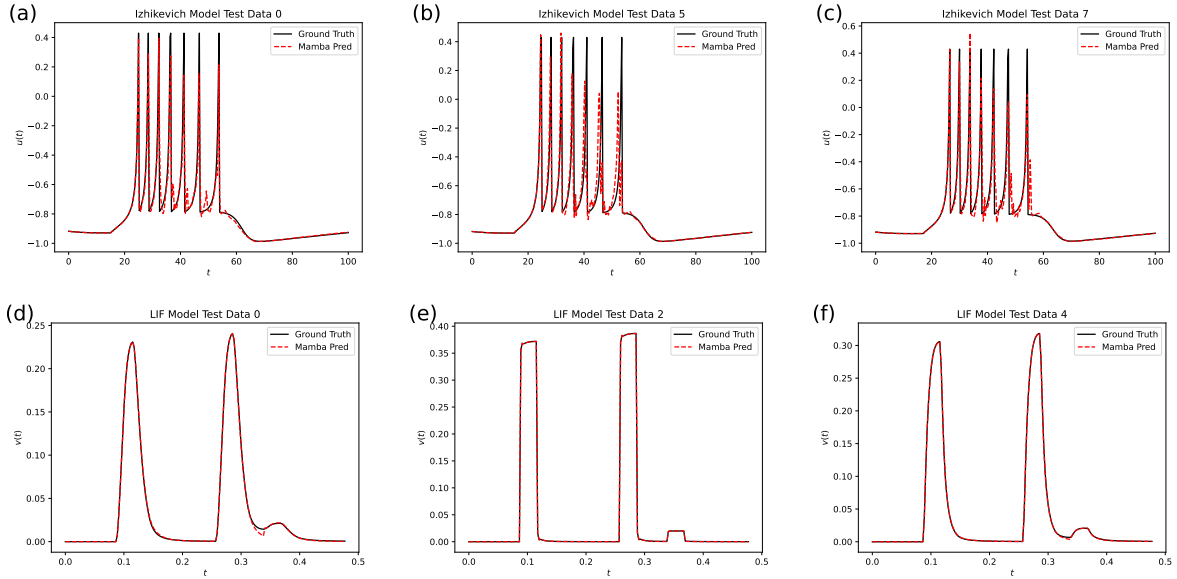 (a)
Izhikevich Model Test Data 0
Ground Truth
Mamba Pred
0.4
0.2
0.0
−0.2
−0.4
−0.6
−0.8
−1.0
u(t)
0 20 40 60 80 100
t
(b)
Izhikevich Model Test Data 5
Ground Truth
Mamba Pred
0.4
0.2
0.0
−0.2
−0.4
−0.6
−0.8
−1.0
u(t)
0 20 40 60 80 100
t
(c)
Izhikevich Model Test Data 7
Ground Truth
Mamba Pred
0.6
0.4
0.2
0.0
−0.2
−0.4
−0.6
−0.8
−1.0
u(t)
0 20 40 60 80 100
t
(d)
LIF Model Test Data 0
Ground Truth
Mamba Pred
0.25
0.20
0.15
0.10
0.05
0.00
v(t)
0.0 0.1 0.2 0.3 0.4 0.5
t
(e)
LIF Model Test Data 2
Ground Truth
Mamba Pred
0.40
0.35
0.30
0.25
0.20
0.15
0.10
0.05
0.00
v(t)
0.0 0.1 0.2 0.3 0.4 0.5
t
(f)
LIF Model Test Data 4
Ground Truth
Mamba Pred
0.30
0.25
0.20
0.15
0.10
0.05
0.00
v(t)
0.0 0.1 0.2 0.3 0.4 0.5
t